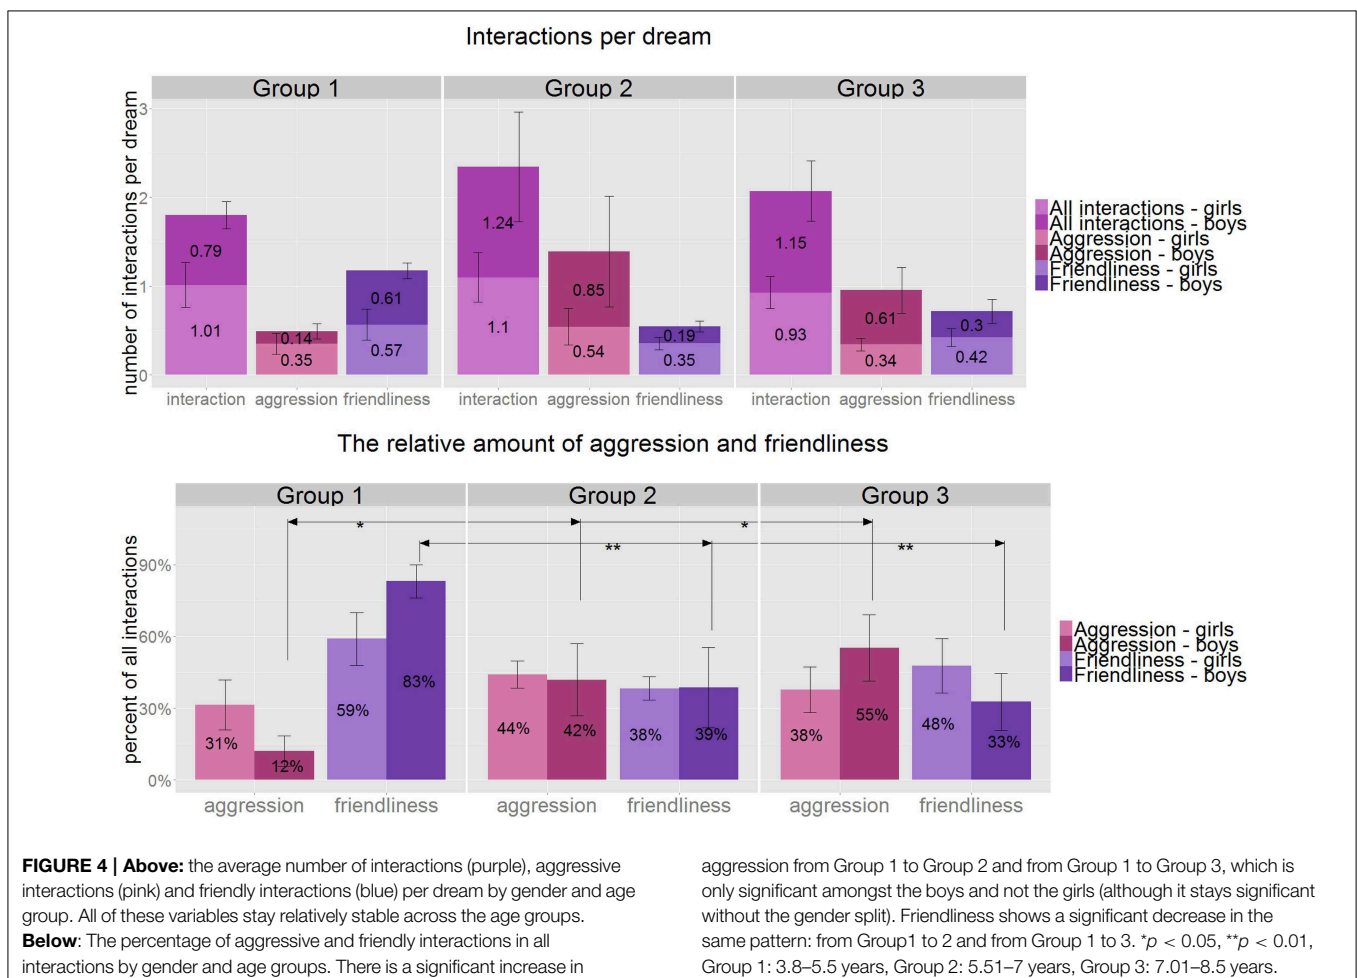 Interactions per dream
Group 1
Group 2
Group 3
number of interactions per dream
3
2
1
0
0.79
1.01
0.14
0.35
0.61
0.57
1.24
1.1
0.85
0.54
0.19
0.35
1.15
0.93
0.61
0.34
0.3
0.42
interaction aggression friendliness
interaction aggression friendliness
interaction aggression friendliness
All interactions - girls
All interactions - boys
Aggression - girls
Aggression - boys
Friendliness - girls
Friendliness - boys
The relative amount of aggression and friendliness
Group 1
Group 2
Group 3
percent of all interactions
90%
60%
30%
0%
*
*
**
**
31%
12%
59%
83%
44%
42%
38%
39%
38%
55%
48%
33%
aggression friendliness
aggression friendliness
aggression friendliness
Aggression - girls
Aggression - boys
Friendliness - girls
Friendliness - boys
FIGURE 4 | Above: the average number of interactions (purple), aggressive
interactions (pink) and friendly interactions (blue) per dream by gender and age
group. All of these variables stay relatively stable across the age groups.
Below: The percentage of aggressive and friendly interactions in all
interactions by gender and age groups. There is a significant increase in
aggression from Group 1 to Group 2 and from Group 1 to Group 3, which is
only significant amongst the boys and not the girls (although it stays significant
without the gender split). Friendliness shows a significant decrease in the
same pattern: from Group1 to 2 and from Group 1 to 3. *p < 0.05, **p < 0.01,
Group 1: 3.8–5.5 years, Group 2: 5.51–7 years, Group 3: 7.01–8.5 years.